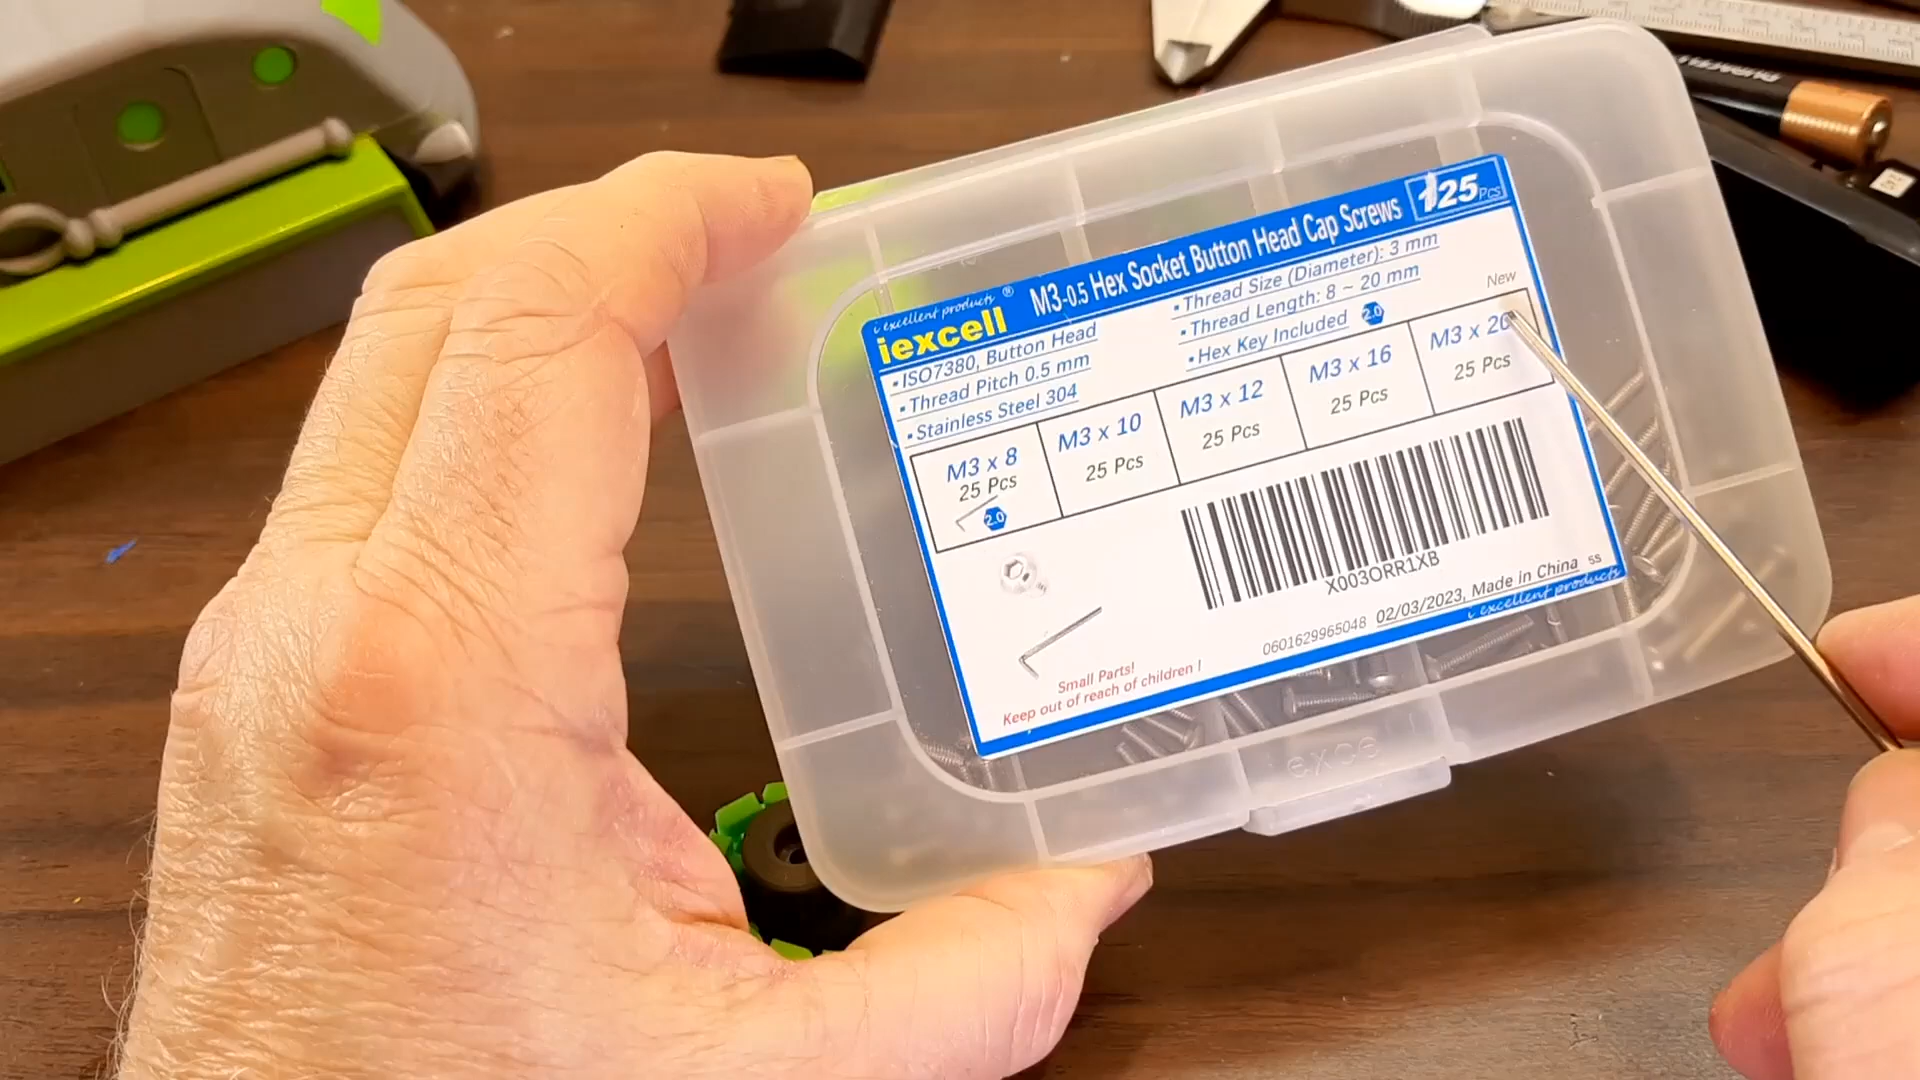 M3-0.5 Hex Socket Button Head Cap Screws
125 Pcs
i excellent products ®
iexcell
• ISO7380, Button Head
• Thread Pitch 0.5 mm
• Stainless Steel 304
• Thread Size (Diameter): 3 mm
• Thread Length: 8 ~ 20 mm
• Hex Key Included 2.0
New
M3 x 8
25 Pcs
2.0
M3 x 10
25 Pcs
M3 x 12
25 Pcs
M3 x 16
25 Pcs
M3 x 20
25 Pcs
X003ORR1XB
0601629965048 02/03/2023, Made in China SS
i excellent products
Small Parts!
Keep out of reach of children !
DURACELL